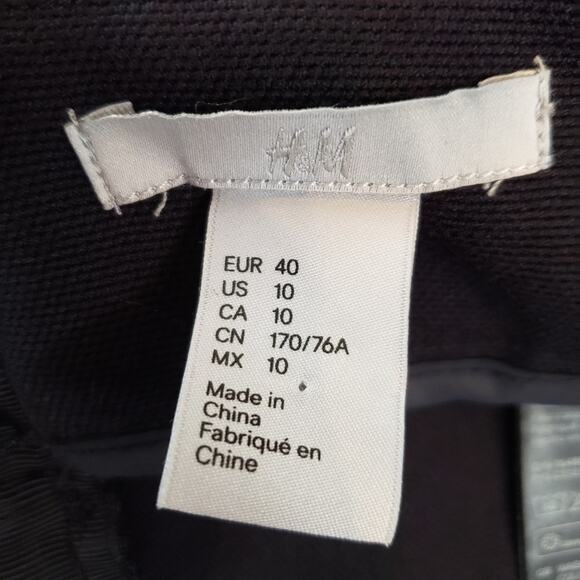 H&M
EUR 40
US 10
CA 10
CN 170/76A
MX 10
Made in
China
Fabriqué en
Chine